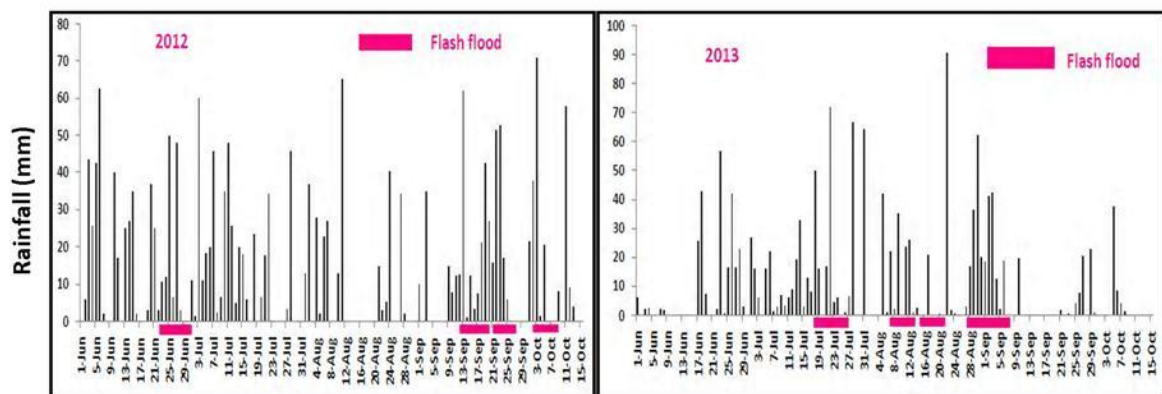 Rainfall (mm)
80
70
60
50
40
30
20
10
0
2012
Flash flood
1-Jun
5-Jun
9-Jun
13-Jun
17-Jun
21-Jun
25-Jun
29-Jun
3-Jul
7-Jul
11-Jul
15-Jul
19-Jul
23-Jul
27-Jul
31-Jul
4-Aug
8-Aug
12-Aug
16-Aug
20-Aug
24-Aug
28-Aug
1-Sep
5-Sep
9-Sep
13-Sep
17-Sep
21-Sep
25-Sep
29-Sep
3-Oct
7-Oct
11-Oct
15-Oct
100
90
80
70
60
50
40
30
20
10
0
2013
Flash flood
1-Jun
5-Jun
9-Jun
13-Jun
17-Jun
21-Jun
25-Jun
29-Jun
3-Jul
7-Jul
11-Jul
15-Jul
19-Jul
23-Jul
27-Jul
31-Jul
4-Aug
8-Aug
12-Aug
16-Aug
20-Aug
24-Aug
28-Aug
1-Sep
5-Sep
9-Sep
13-Sep
17-Sep
21-Sep
25-Sep
29-Sep
3-Oct
7-Oct
11-Oct
15-Oct